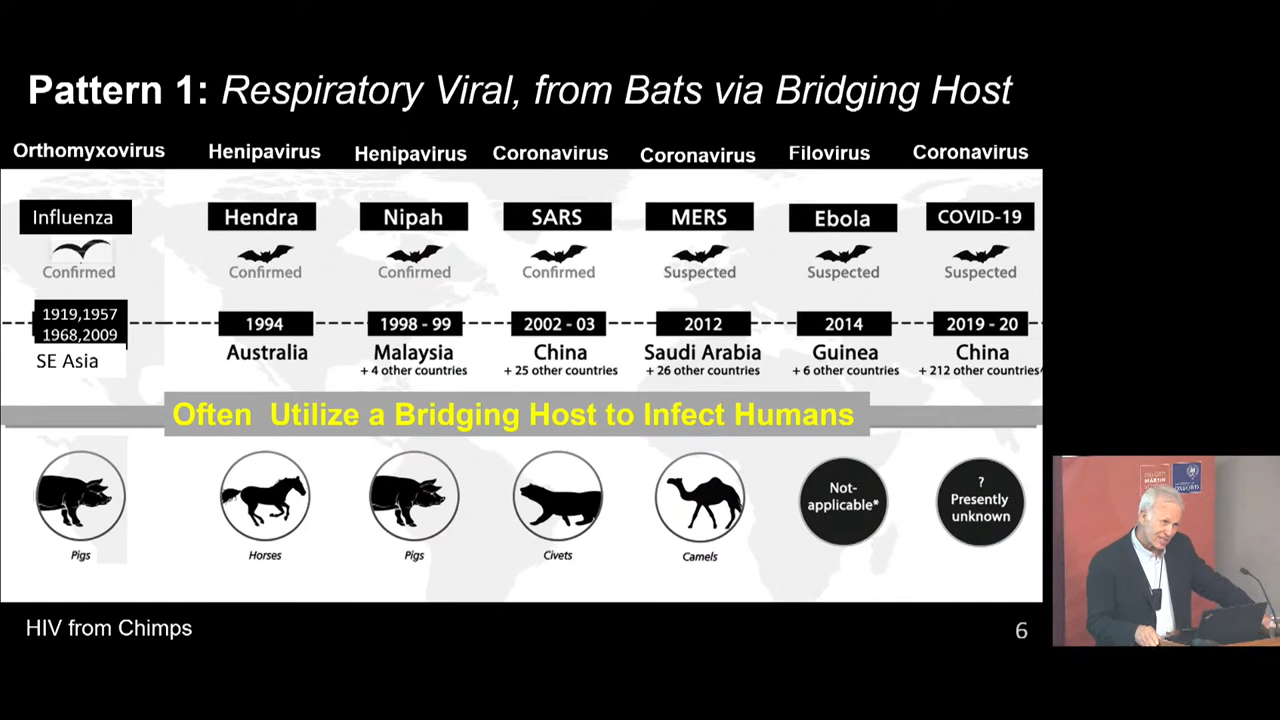 Pattern 1: Respiratory Viral, from Bats via Bridging Host
Orthomyxovirus Henipavirus Henipavirus Coronavirus Coronavirus Filovirus Coronavirus
Influenza Hendra Nipah SARS MERS Ebola COVID-19
Confirmed Confirmed Confirmed Confirmed Suspected Suspected Suspected
1919,1957
1968,2009
1994 1998 - 99 2002 - 03 2012 2014 2019 - 20
SE Asia Australia Malaysia China Saudi Arabia Guinea China
+ 4 other countries + 25 other countries + 26 other countries + 6 other countries + 212 other countries
Often Utilize a Bridging Host to Infect Humans
Not-
applicable*
?
Presently
unknown
Pigs Horses Pigs Civets Camels
HIV from Chimps
6
OXFORD
MARTIN
OXFORD